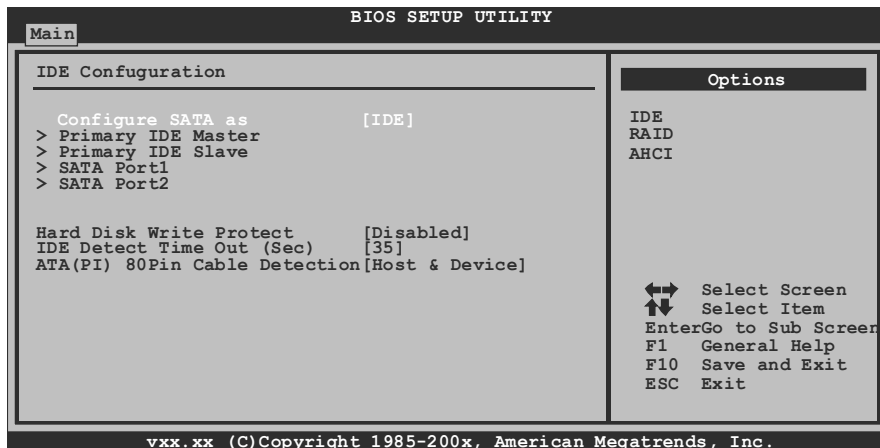 BIOS SETUP UTILITY
Main
IDE Confuguration
Configure SATA as [IDE]
> Primary IDE Master
> Primary IDE Slave
> SATA Port1
> SATA Port2
Hard Disk Write Protect [Disabled]
IDE Detect Time Out (Sec) [35]
ATA(PI) 80Pin Cable Detection[Host & Device]
Options
IDE
RAID
AHCI
Select Screen
Select Item
EnterGo to Sub Screen
F1 General Help
F10 Save and Exit
ESC Exit
vxx.xx (C)Copyright 1985-200x, American Megatrends, Inc.